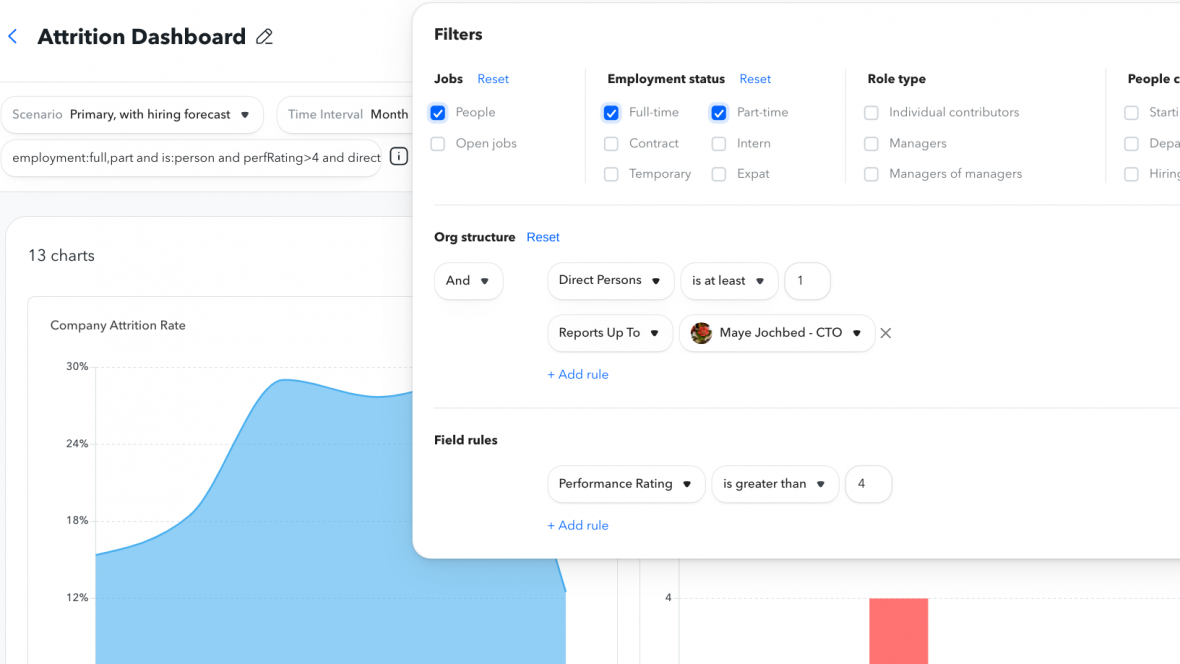 Attrition Dashboard
Scenario Primary, with hiring forecast
Time Interval Month
employment:full,part and is:person and perfRating>4 and direct
13 charts
Company Attrition Rate
30%
24%
18%
12%
Filters
Jobs Reset
People
Open jobs
Employment status Reset
Full-time Part-time
Contract Intern
Temporary Expat
Role type
Individual contributors
Managers
Managers of managers
People c
Starti
Depa
Hiring
Org structure Reset
And
Direct Persons is at least 1
Reports Up To Maye Jochbed - CTO
+ Add rule
Field rules
Performance Rating is greater than 4
+ Add rule
4